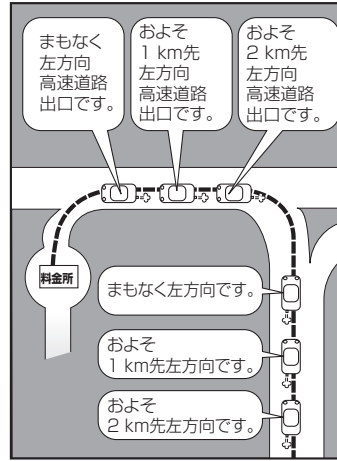 まもなく
左方向
高速道路
出口です。
およそ
1 km先
左方向
高速道路
出口です。
およそ
2 km先
左方向
高速道路
出口です。
料金所
まもなく左方向です。
およそ
1 km先左方向です。
およそ
2 km先左方向です。